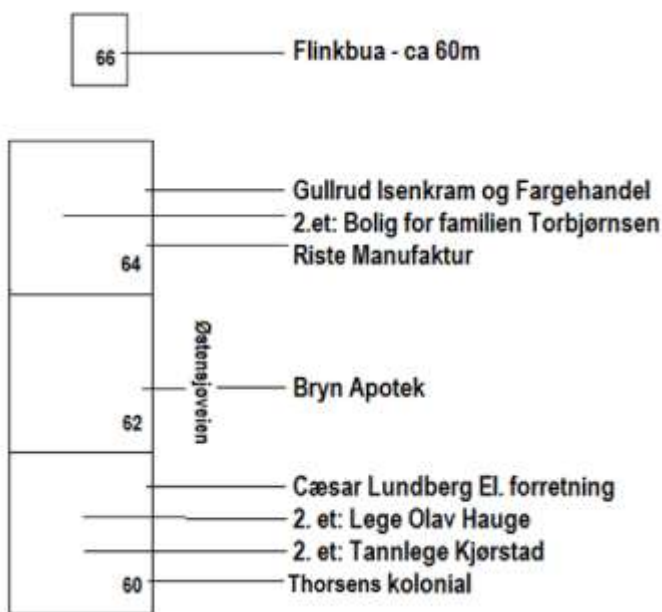 66 Flinkbua - ca 60m
Gullrud Isenkram og Fargehandel
2.et: Bolig for familien Torbjørnsen
64 Riste Manufaktur
Østensjøveien
Bryn Apotek
62
Cæsar Lundberg El. forretning
2. et: Lege Olav Hauge
2. et: Tannlege Kjørstad
60 Thorsens kolonial